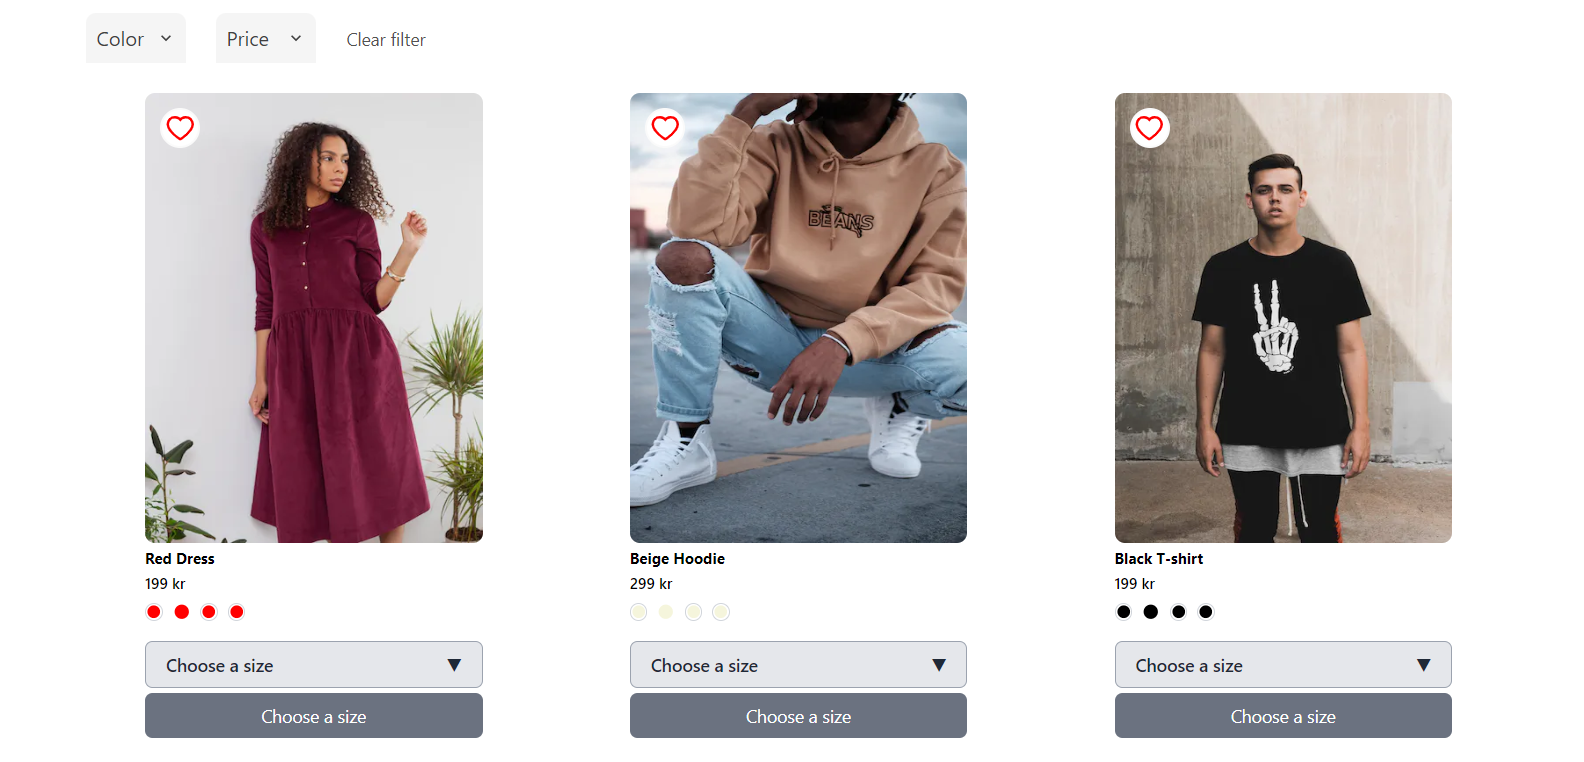 Color
Price
Clear filter
BEANS
Red Dress
199 kr
Choose a size
Choose a size
Beige Hoodie
299 kr
Choose a size
Choose a size
Black T-shirt
199 kr
Choose a size
Choose a size